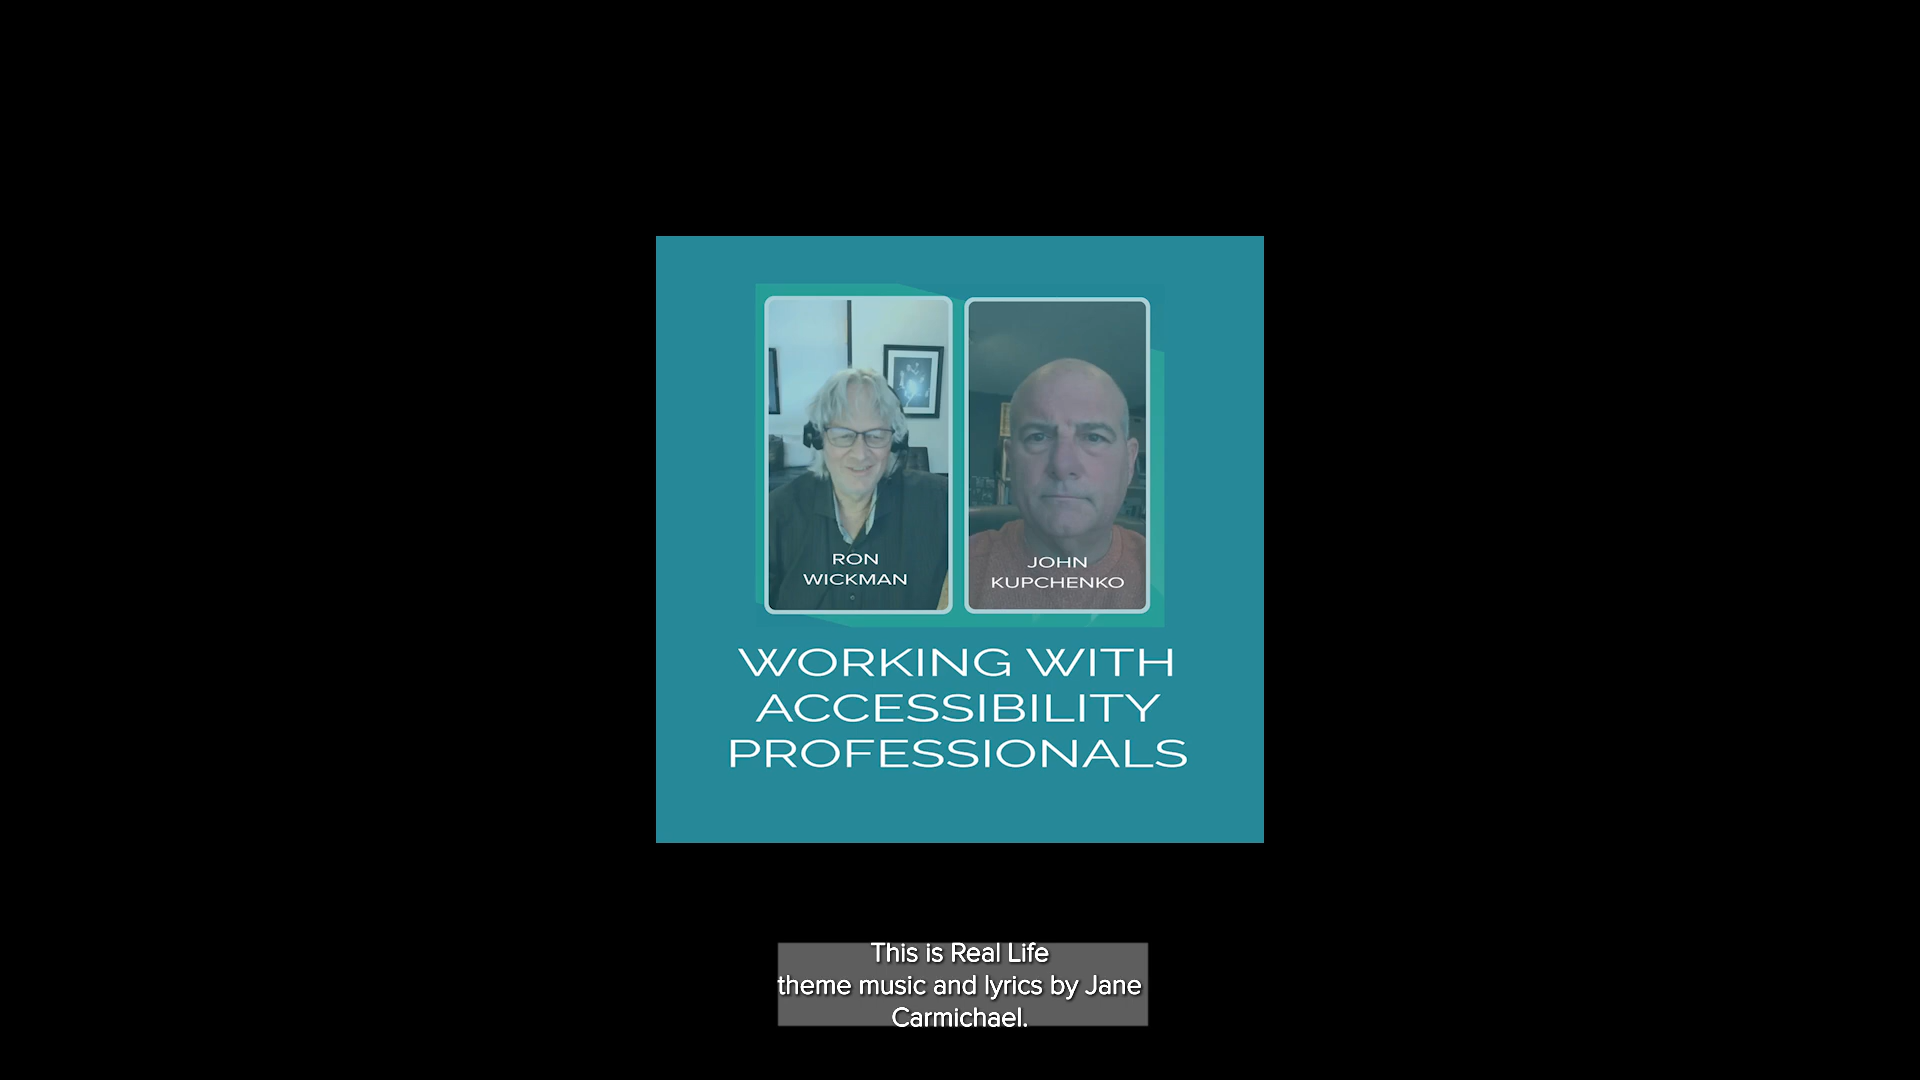 RON
WICKMAN
JOHN
KUPCHENKO
WORKING WITH
ACCESSIBILITY
PROFESSIONALS
This is Real Life
theme music and lyrics by Jane
Carmichael.